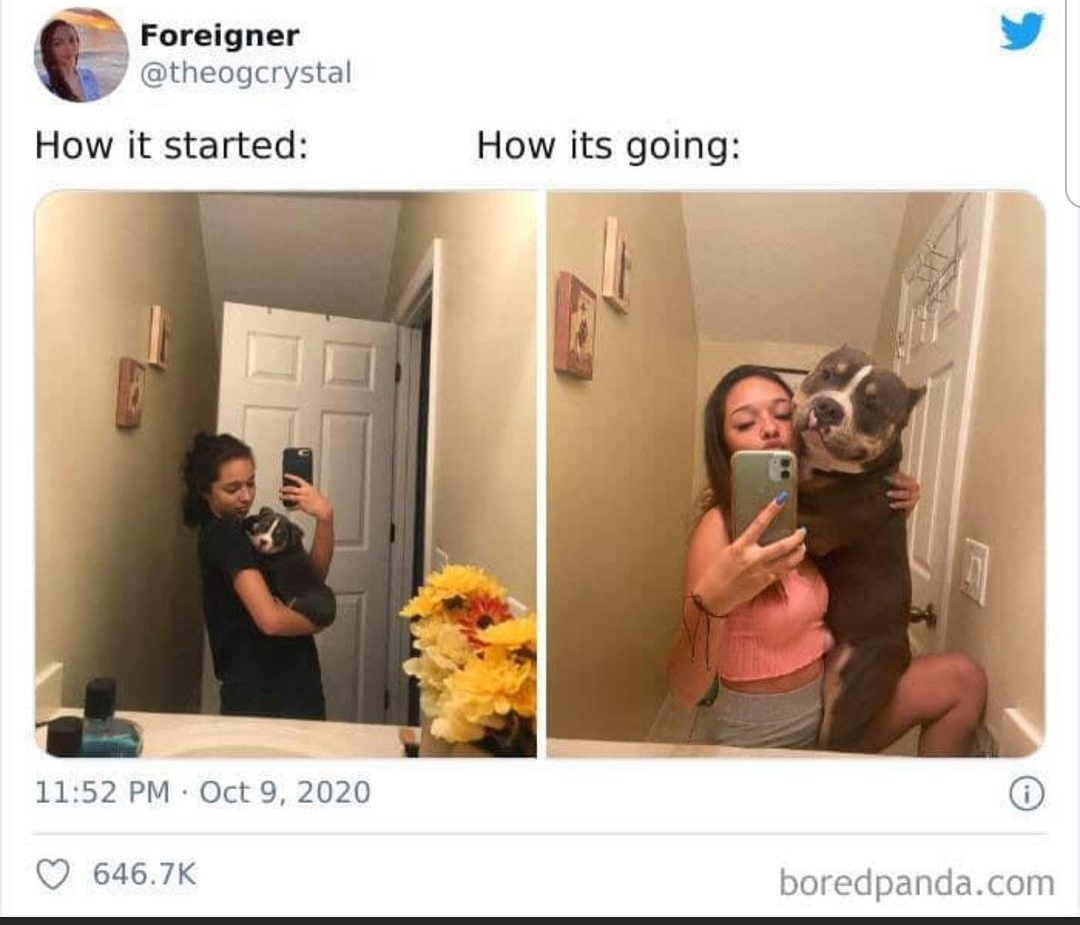 Foreigner
@theogcrystal
How it started: How its going:
11:52 PM · Oct 9, 2020
646.7K
boredpanda.com